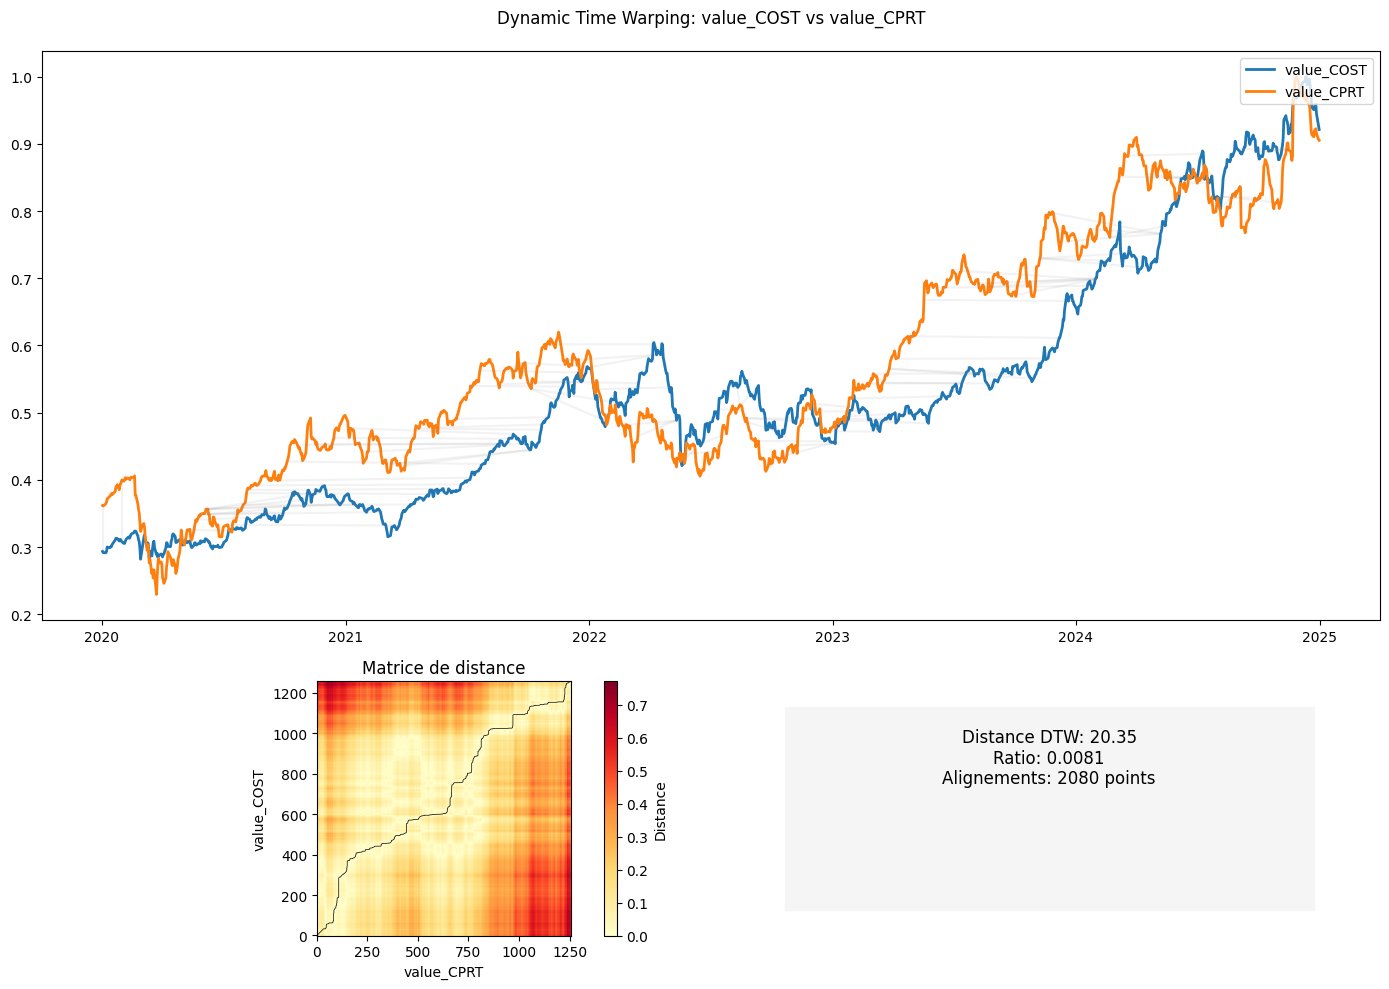 Dynamic Time Warping: value_COST vs value_CPRT
value_COST
value_CPRT
1.0
0.9
0.8
0.7
0.6
0.5
0.4
0.3
0.2
2020 2021 2022 2023 2024 2025
Matrice de distance
value_COST
1200
1000
800
600
400
200
0
0 250 500 750 1000 1250
value_CPRT
0.7
0.6
0.5
0.4
0.3
0.2
0.1
0.0
Distance
Distance DTW: 20.35
Ratio: 0.0081
Alignements: 2080 points